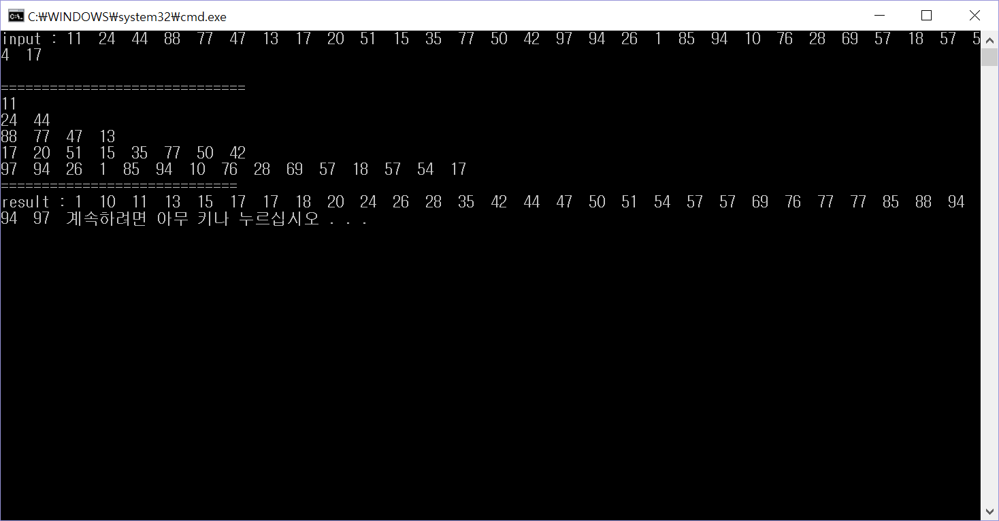 C:₩WINDOWS₩system32₩cmd.exe
input : 11  24  44  88  77  47  13  17  20  51  15  35  77  50  42  97  94  26  1  85  94  10  76  28  69  57  18  57  5
4  17
==============================
11
24  44
88  77  47  13
17  20  51  15  35  77  50  42
97  94  26  1  85  94  10  76  28  69  57  18  57  54  17
=============================
result : 1  10  11  13  15  17  17  18  20  24  26  28  35  42  44  47  50  51  54  57  57  69  76  77  77  85  88  94
94  97  계속하려면 아무 키나 누르십시오 . . .